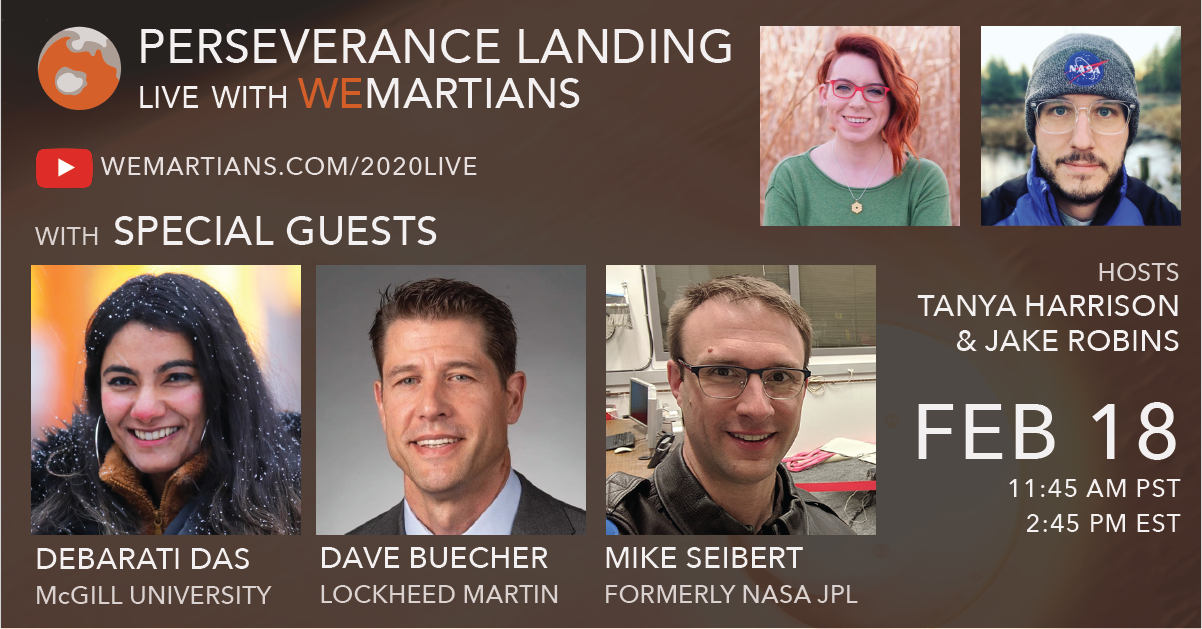 PERSEVERANCE LANDING
LIVE WITH WEMARTIANS
WEMARTIANS.COM/2020LIVE
WITH SPECIAL GUESTS
NASA
HOSTS
TANYA HARRISON
& JAKE ROBINS
FEB 18
11:45 AM PST
2:45 PM EST
DEBARATI DAS
McGILL UNIVERSITY
DAVE BUECHER
LOCKHEED MARTIN
MIKE SEIBERT
FORMERLY NASA JPL